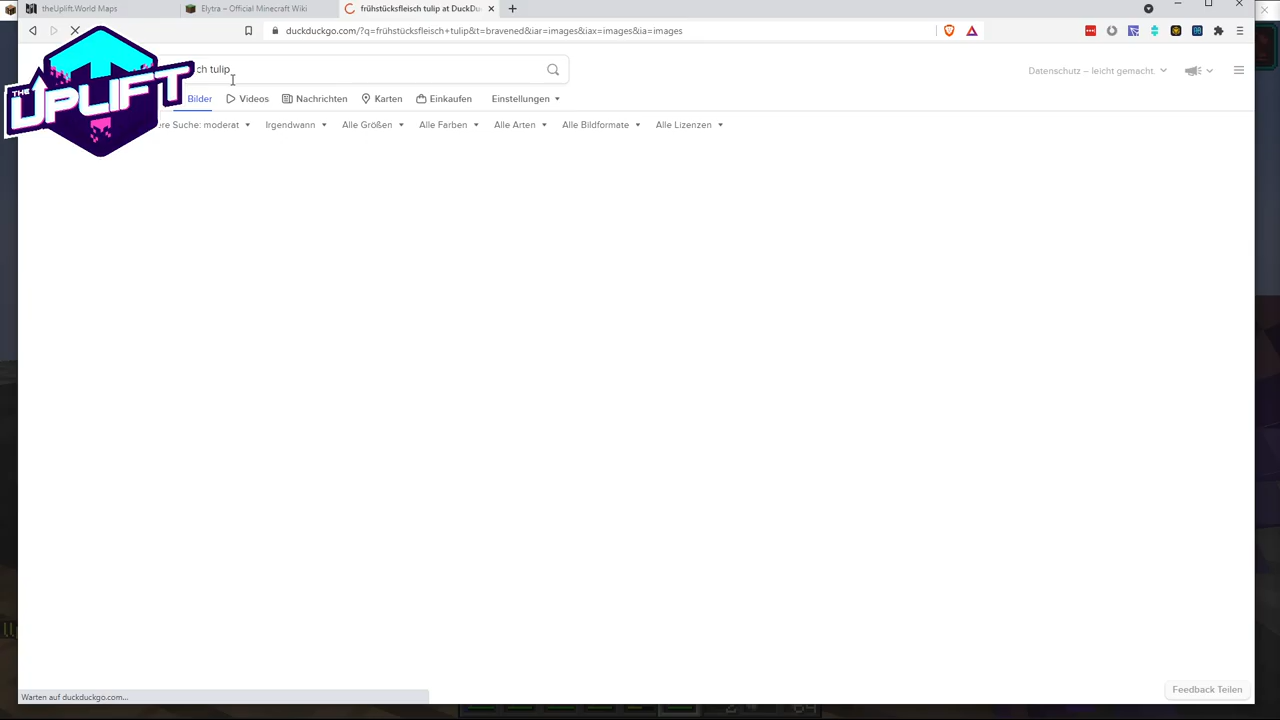 theUplift.World Maps
Elytra – Official Minecraft Wiki
frühstücksfleisch tulip at DuckDu
duckduckgo.com/?q=frühstücksfleisch+tulip&t=bravened&iar=images&iax=images&ia=images
THE UPLIFT
ch tulip
Datenschutz – leicht gemacht.
Bilder
Videos
Nachrichten
Karten
Einkaufen
Einstellungen
ere Suche: moderat
Irgendwann
Alle Größen
Alle Farben
Alle Arten
Alle Bildformate
Alle Lizenzen
Feedback Teilen
Warten auf duckduckgo.com...